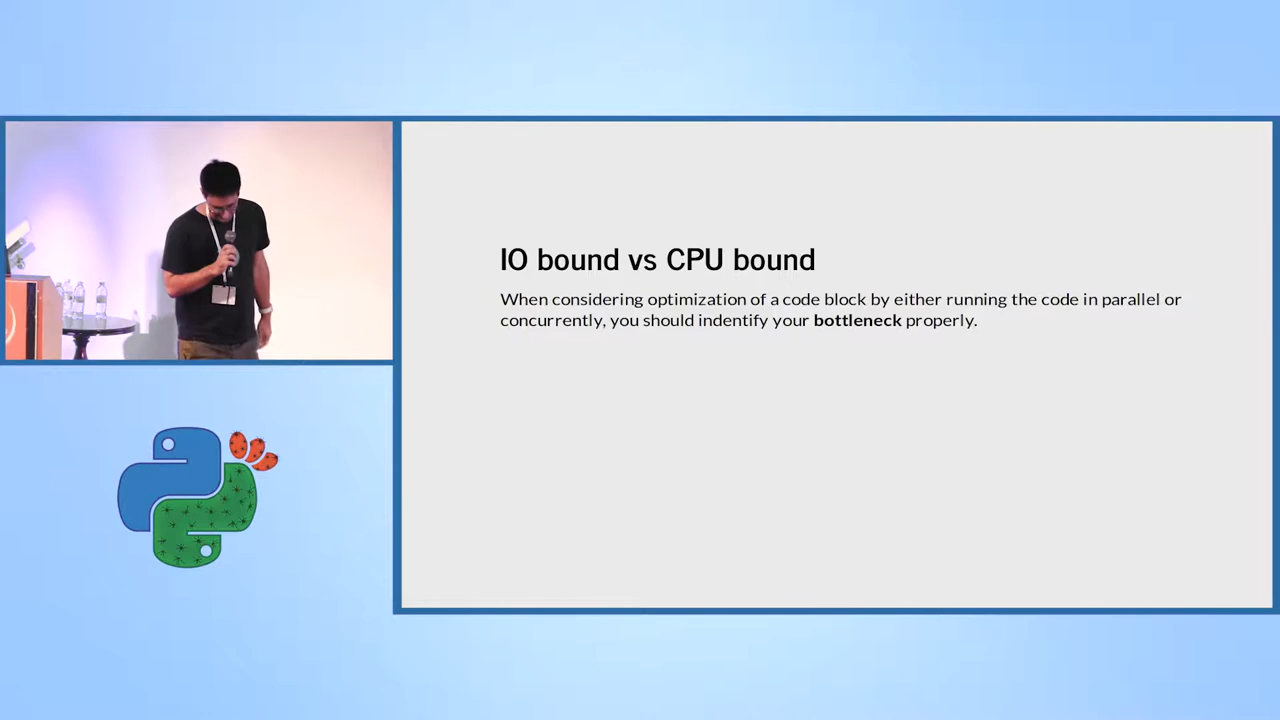 IO bound vs CPU bound
When considering optimization of a code block by either running the code in parallel or
concurrently, you should indentify your bottleneck properly.